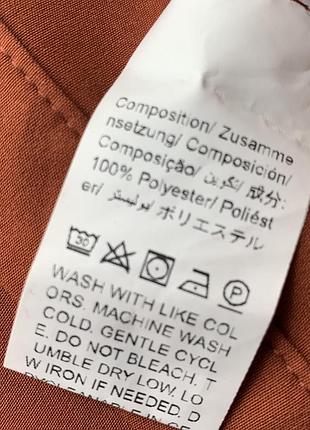 Composition/ Zusamme
nsetzung/ Composición/
Composição/ تكوين/ 成分:
100% Polyester/ Poliést
er/ بوليستر/ ポリエステル
30
P
WASH WITH LIKE COL
ORS. MACHINE WASH
COLD. GENTLE CYCL
E. DO NOT BLEACH. T
UMBLE DRY LOW. LO
W IRON IF NEEDED. D